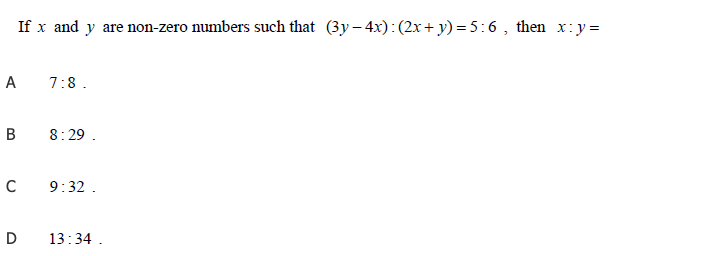 If x and y are non-zero numbers such that (3y – 4x) : (2x + y) = 5 : 6 , then x : y =
A 7 : 8 .
B 8 : 29 .
C 9 : 32 .
D 13 : 34 .